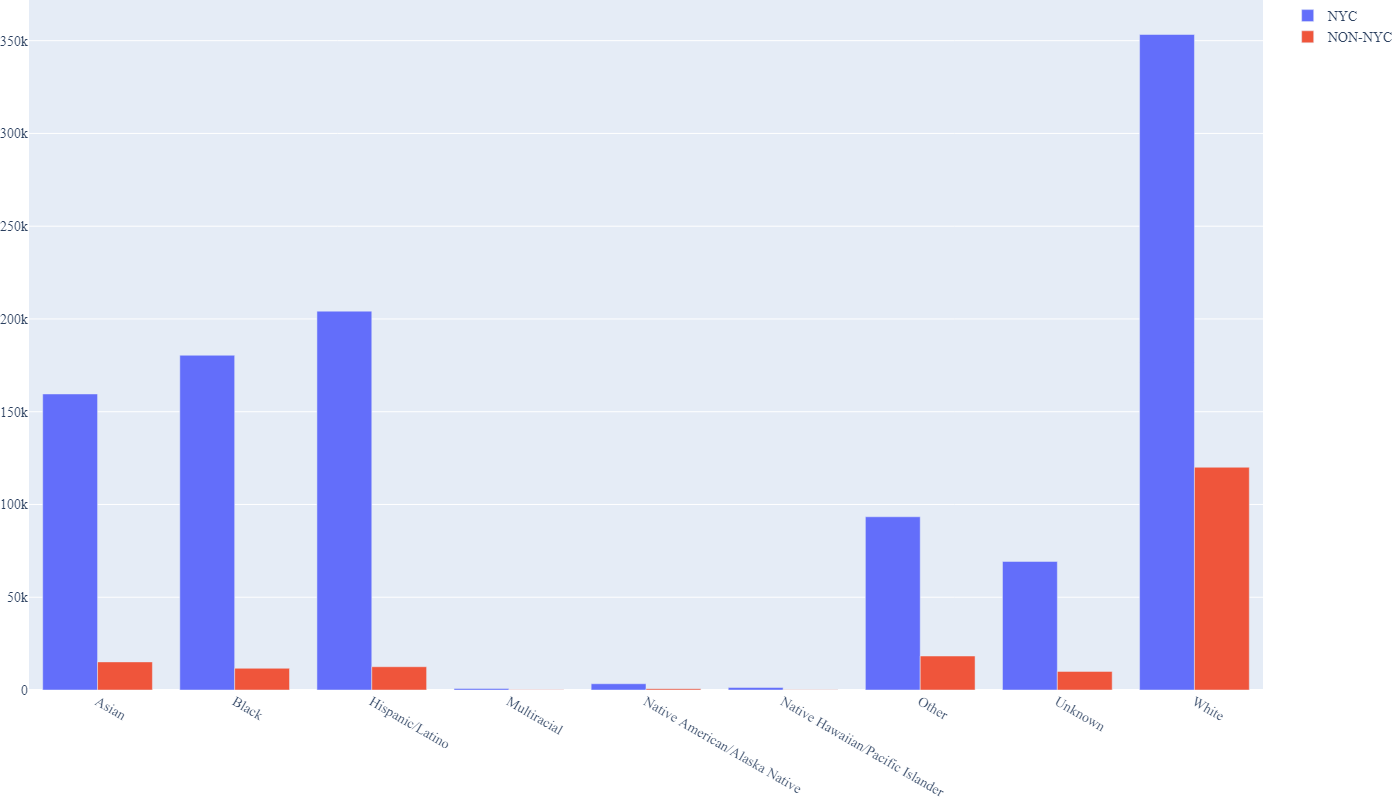 NYC
NON-NYC
350k
300k
250k
200k
150k
100k
50k
0
Asian
Black
Hispanic/Latino
Multiracial
Native American/Alaska Native
Native Hawaiian/Pacific Islander
Other
Unknown
White